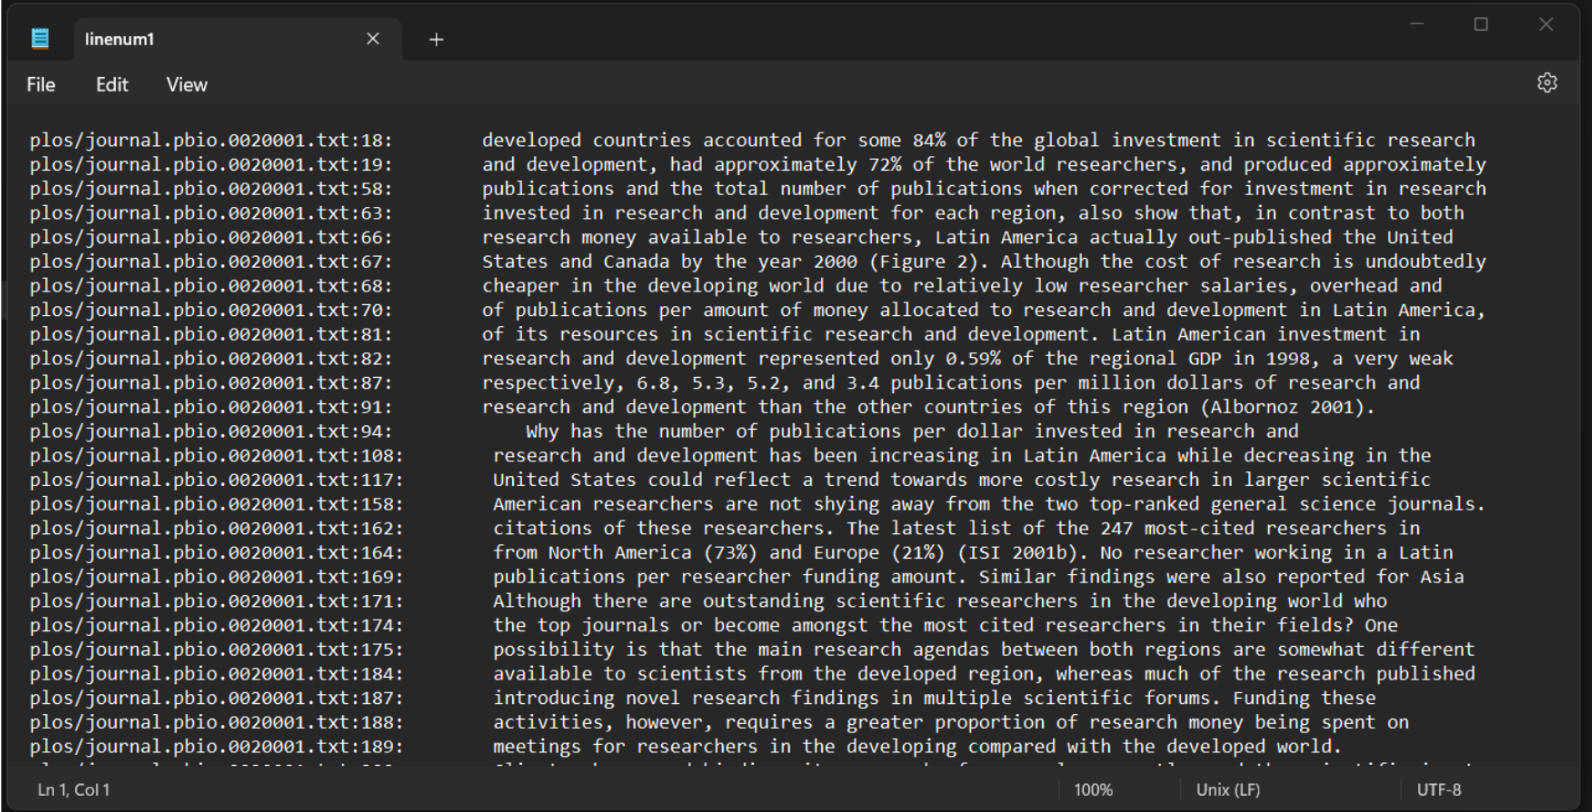 linenum1
File Edit View
plos/journal.pbio.0020001.txt:18: developed countries accounted for some 84% of the global investment in scientific research
plos/journal.pbio.0020001.txt:19: and development, had approximately 72% of the world researchers, and produced approximately
plos/journal.pbio.0020001.txt:58: publications and the total number of publications when corrected for investment in research
plos/journal.pbio.0020001.txt:63: invested in research and development for each region, also show that, in contrast to both
plos/journal.pbio.0020001.txt:66: research money available to researchers, Latin America actually out-published the United
plos/journal.pbio.0020001.txt:67: States and Canada by the year 2000 (Figure 2). Although the cost of research is undoubtedly
plos/journal.pbio.0020001.txt:68: cheaper in the developing world due to relatively low researcher salaries, overhead and
plos/journal.pbio.0020001.txt:70: of publications per amount of money allocated to research and development in Latin America,
plos/journal.pbio.0020001.txt:81: of its resources in scientific research and development. Latin American investment in
plos/journal.pbio.0020001.txt:82: research and development represented only 0.59% of the regional GDP in 1998, a very weak
plos/journal.pbio.0020001.txt:87: respectively, 6.8, 5.3, 5.2, and 3.4 publications per million dollars of research and
plos/journal.pbio.0020001.txt:91: research and development than the other countries of this region (Albornoz 2001).
plos/journal.pbio.0020001.txt:94: Why has the number of publications per dollar invested in research and
plos/journal.pbio.0020001.txt:108: research and development has been increasing in Latin America while decreasing in the
plos/journal.pbio.0020001.txt:117: United States could reflect a trend towards more costly research in larger scientific
plos/journal.pbio.0020001.txt:158: American researchers are not shying away from the two top-ranked general science journals.
plos/journal.pbio.0020001.txt:162: citations of these researchers. The latest list of the 247 most-cited researchers in
plos/journal.pbio.0020001.txt:164: from North America (73%) and Europe (21%) (ISI 2001b). No researcher working in a Latin
plos/journal.pbio.0020001.txt:169: publications per researcher funding amount. Similar findings were also reported for Asia
plos/journal.pbio.0020001.txt:171: Although there are outstanding scientific researchers in the developing world who
plos/journal.pbio.0020001.txt:174: the top journals or become amongst the most cited researchers in their fields? One
plos/journal.pbio.0020001.txt:175: possibility is that the main research agendas between both regions are somewhat different
plos/journal.pbio.0020001.txt:184: available to scientists from the developed region, whereas much of the research published
plos/journal.pbio.0020001.txt:187: introducing novel research findings in multiple scientific forums. Funding these
plos/journal.pbio.0020001.txt:188: activities, however, requires a greater proportion of research money being spent on
plos/journal.pbio.0020001.txt:189: meetings for researchers in the developing compared with the developed world.
Ln 1, Col 1 100% Unix (LF) UTF-8